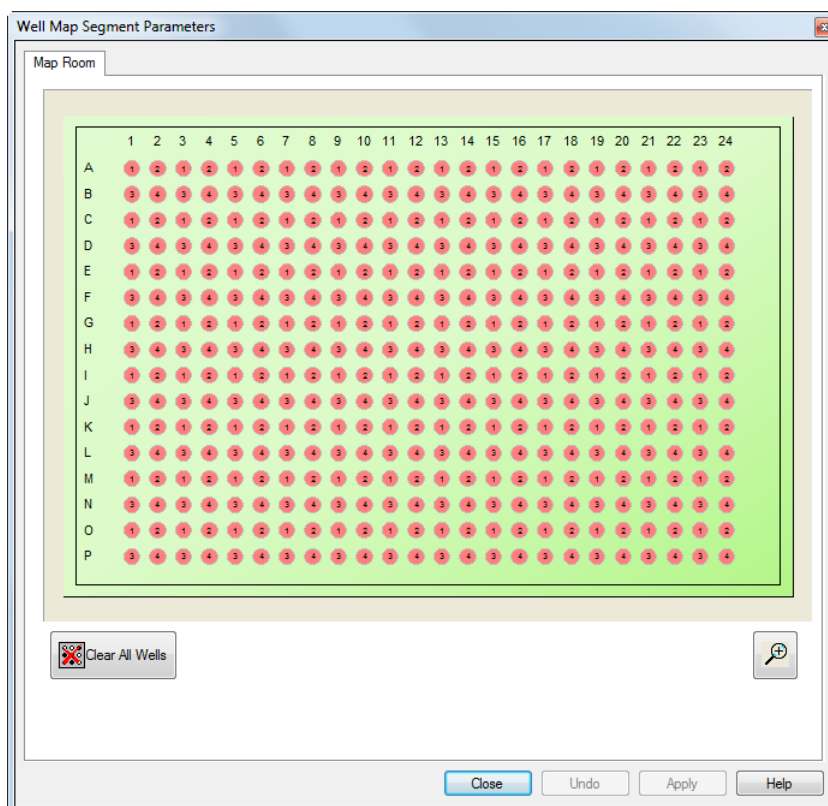 Well Map Segment Parameters
Map Room
1 2 3 4 5 6 7 8 9 10 11 12 13 14 15 16 17 18 19 20 21 22 23 24
A 1 2 1 2 1 2 1 2 1 2 1 2 1 2 1 2 1 2 1 2 1 2 1 2
B 3 4 3 4 3 4 3 4 3 4 3 4 3 4 3 4 3 4 3 4 3 4 3 4
C 1 2 1 2 1 2 1 2 1 2 1 2 1 2 1 2 1 2 1 2 1 2 1 2
D 3 4 3 4 3 4 3 4 3 4 3 4 3 4 3 4 3 4 3 4 3 4 3 4
E 1 2 1 2 1 2 1 2 1 2 1 2 1 2 1 2 1 2 1 2 1 2 1 2
F 3 4 3 4 3 4 3 4 3 4 3 4 3 4 3 4 3 4 3 4 3 4 3 4
G 1 2 1 2 1 2 1 2 1 2 1 2 1 2 1 2 1 2 1 2 1 2 1 2
H 3 4 3 4 3 4 3 4 3 4 3 4 3 4 3 4 3 4 3 4 3 4 3 4
I 1 2 1 2 1 2 1 2 1 2 1 2 1 2 1 2 1 2 1 2 1 2 1 2
J 3 4 3 4 3 4 3 4 3 4 3 4 3 4 3 4 3 4 3 4 3 4 3 4
K 1 2 1 2 1 2 1 2 1 2 1 2 1 2 1 2 1 2 1 2 1 2 1 2
L 3 4 3 4 3 4 3 4 3 4 3 4 3 4 3 4 3 4 3 4 3 4 3 4
M 1 2 1 2 1 2 1 2 1 2 1 2 1 2 1 2 1 2 1 2 1 2 1 2
N 3 4 3 4 3 4 3 4 3 4 3 4 3 4 3 4 3 4 3 4 3 4 3 4
O 1 2 1 2 1 2 1 2 1 2 1 2 1 2 1 2 1 2 1 2 1 2 1 2
P 3 4 3 4 3 4 3 4 3 4 3 4 3 4 3 4 3 4 3 4 3 4 3 4
Clear All Wells
Close Undo Apply Help